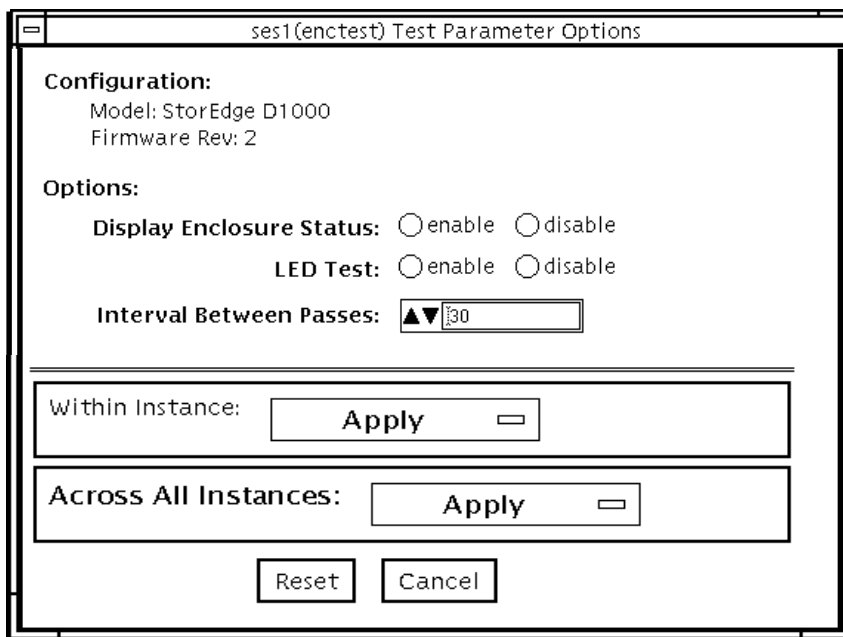 ses1(enctest) Test Parameter Options
Configuration:
Model: StorEdge D1000
Firmware Rev: 2
Options:
Display Enclosure Status: enable disable
LED Test: enable disable
Interval Between Passes: 30
Within Instance: Apply
Across All Instances: Apply
Reset Cancel